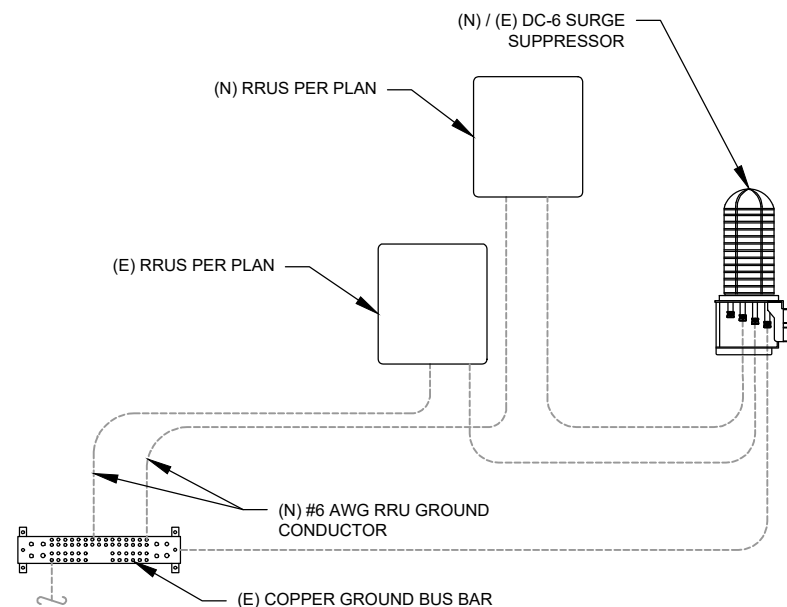 (N) / (E) DC-6 SURGE
SUPPRESSOR
(N) RRUS PER PLAN
(E) RRUS PER PLAN
(N) #6 AWG RRU GROUND
CONDUCTOR
(E) COPPER GROUND BUS BAR